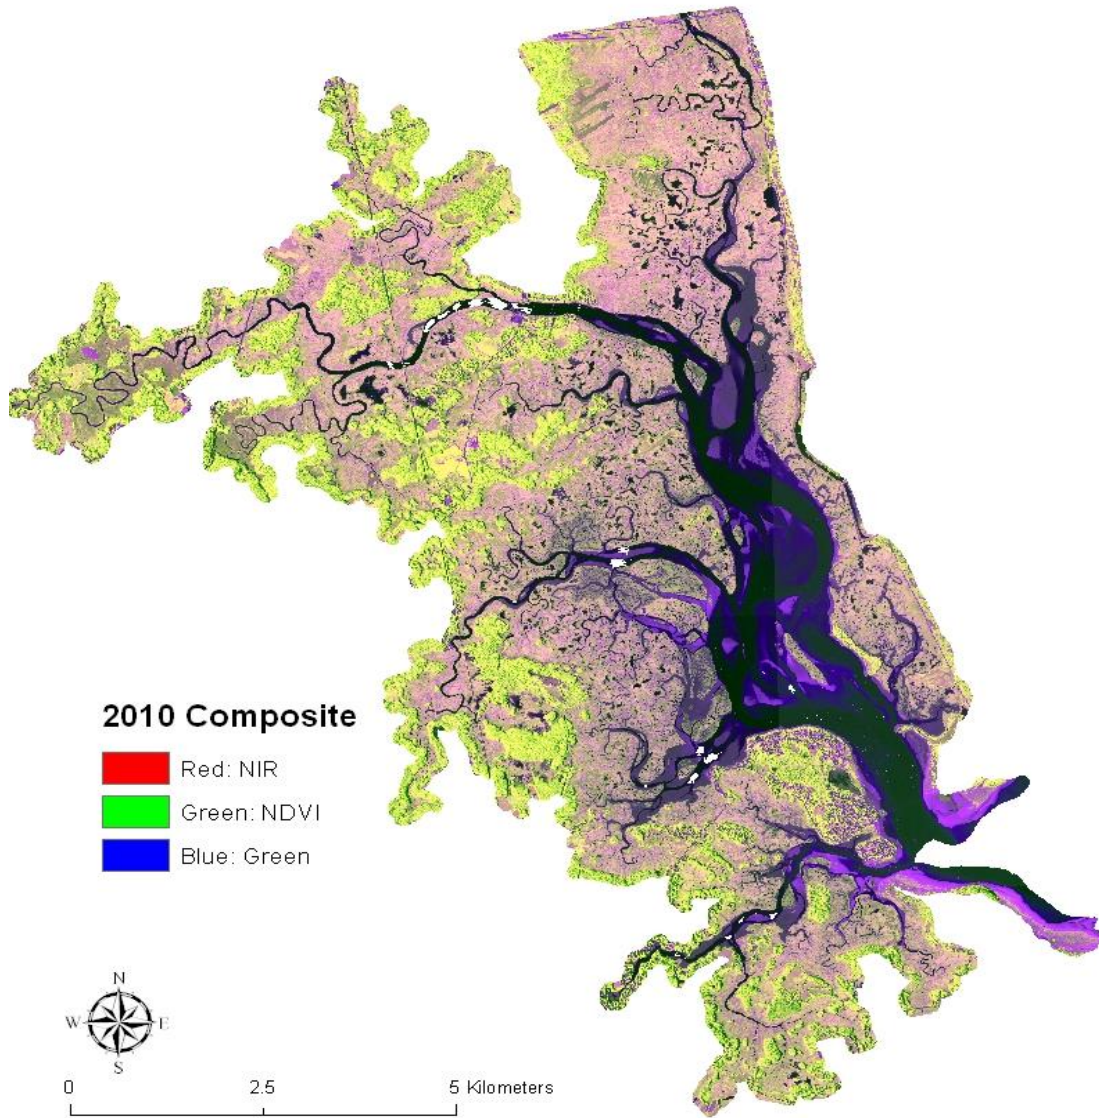 2010 Composite
Red: NIR
Green: NDVI
Blue: Green
N
W E
S
0 2.5 5 Kilometers